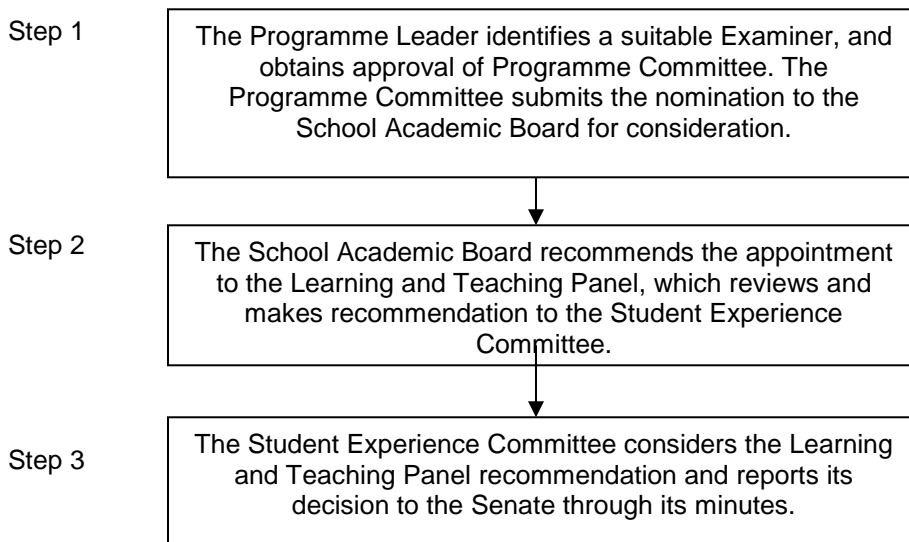 Step 1
The Programme Leader identifies a suitable Examiner, and
obtains approval of Programme Committee. The
Programme Committee submits the nomination to the
School Academic Board for consideration.
Step 2
The School Academic Board recommends the appointment
to the Learning and Teaching Panel, which reviews and
makes recommendation to the Student Experience
Committee.
Step 3
The Student Experience Committee considers the Learning
and Teaching Panel recommendation and reports its
decision to the Senate through its minutes.